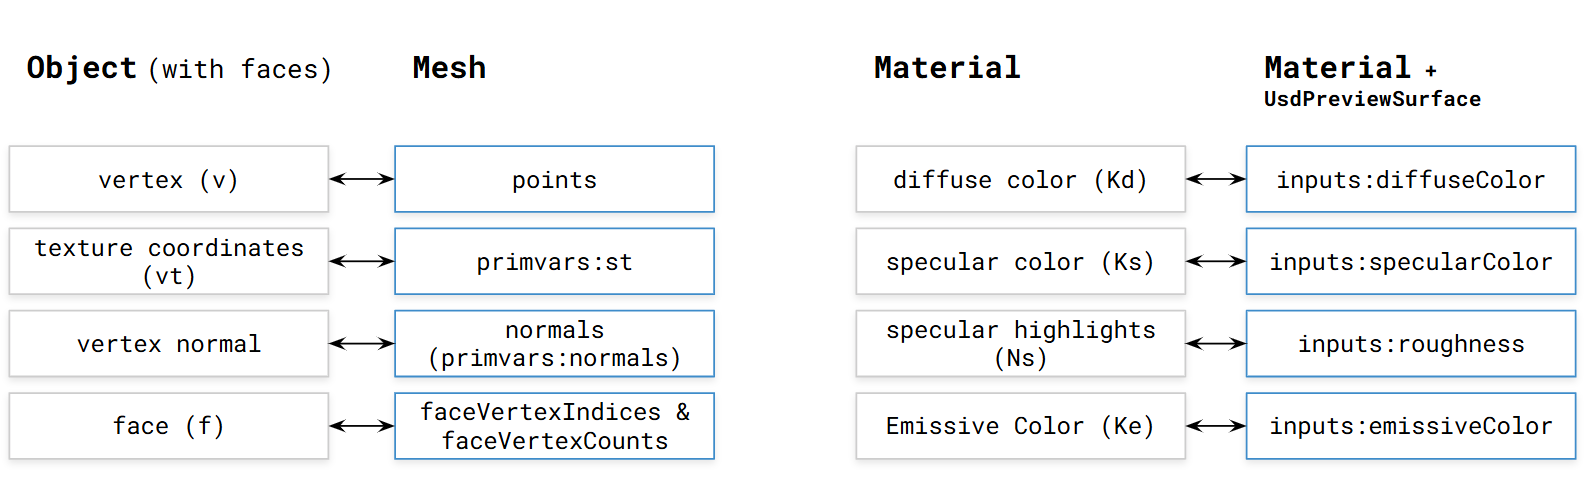 Object (with faces)
Mesh
Material
Material +
UsdPreviewSurface
vertex (v)
points
diffuse color (Kd)
inputs:diffuseColor
texture coordinates
(vt)
primvars:st
specular color (Ks)
inputs:specularColor
vertex normal
normals
(primvars:normals)
specular highlights
(Ns)
inputs:roughness
face (f)
faceVertexIndices &
faceVertexCounts
Emissive Color (Ke)
inputs:emissiveColor